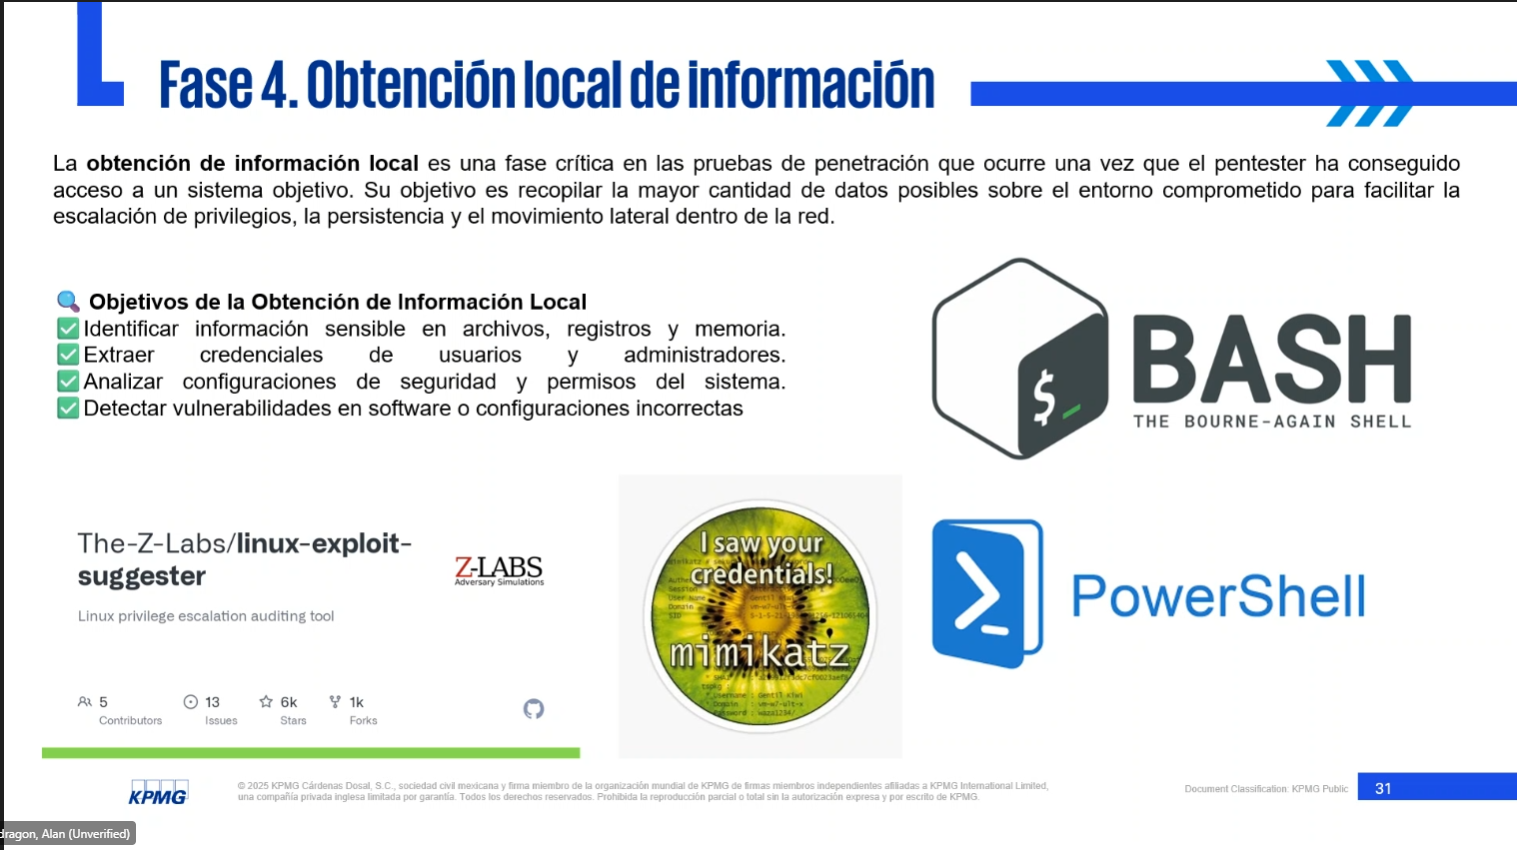 Fase 4. Obtención local de información
La obtención de información local es una fase crítica en las pruebas de penetración que ocurre una vez que el pentester ha conseguido
acceso a un sistema objetivo. Su objetivo es recopilar la mayor cantidad de datos posibles sobre el entorno comprometido para facilitar la
escalación de privilegios, la persistencia y el movimiento lateral dentro de la red.
🔍 Objetivos de la Obtención de Información Local
✅Identificar información sensible en archivos, registros y memoria.
✅Extraer credenciales de usuarios y administradores.
✅Analizar configuraciones de seguridad y permisos del sistema.
✅Detectar vulnerabilidades en software o configuraciones incorrectas
$_
BASH
THE BOURNE-AGAIN SHELL
The-Z-Labs/linux-exploit-
suggester
Z-LABS
Adversary Simulations
Linux privilege escalation auditing tool
5 13 6k 1k
Contributors Issues Stars Forks
I saw your
credentials!
mimikatz
PowerShell
KPMG
© 2025 KPMG Cárdenas Dosal, S.C., sociedad civil mexicana y firma miembro de la organización mundial de KPMG de firmas miembros independientes afiliadas a KPMG International Limited,
una compañía privada inglesa limitada por garantía. Todos los derechos reservados. Prohibida la reproducción parcial o total sin la autorización expresa y por escrito de KPMG.
Document Classification: KPMG Public
31
dragon, Alan (Unverified)